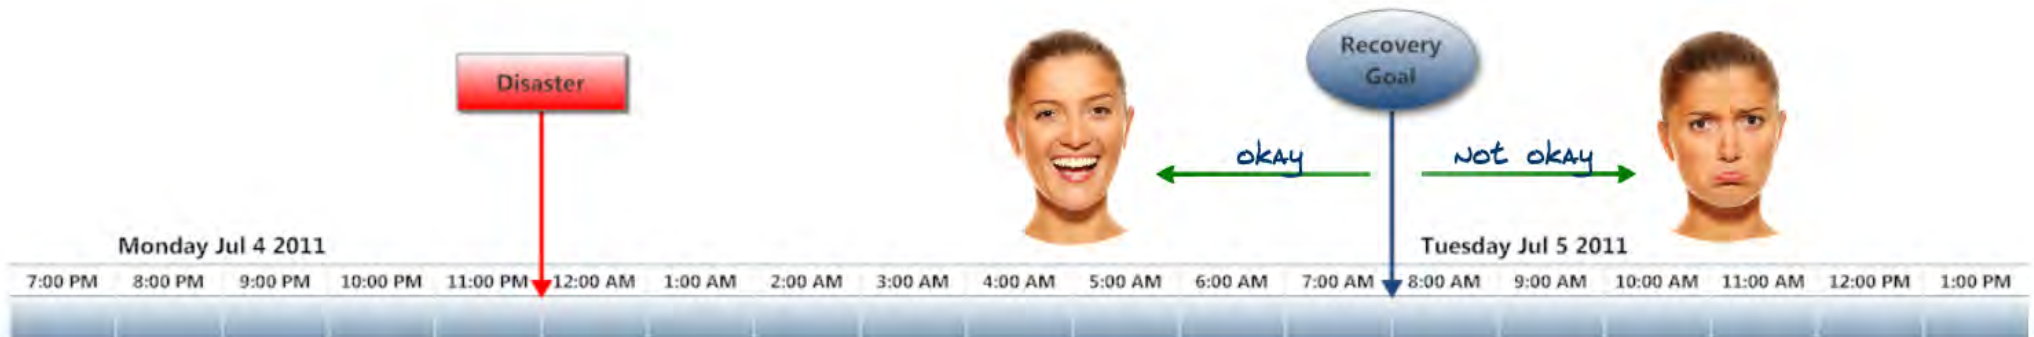 Disaster
Recovery
Goal
okay
Not okay
Monday Jul 4 2011
Tuesday Jul 5 2011
7:00 PM 8:00 PM 9:00 PM 10:00 PM 11:00 PM 12:00 AM 1:00 AM 2:00 AM 3:00 AM 4:00 AM 5:00 AM 6:00 AM 7:00 AM 8:00 AM 9:00 AM 10:00 AM 11:00 AM 12:00 PM 1:00 PM